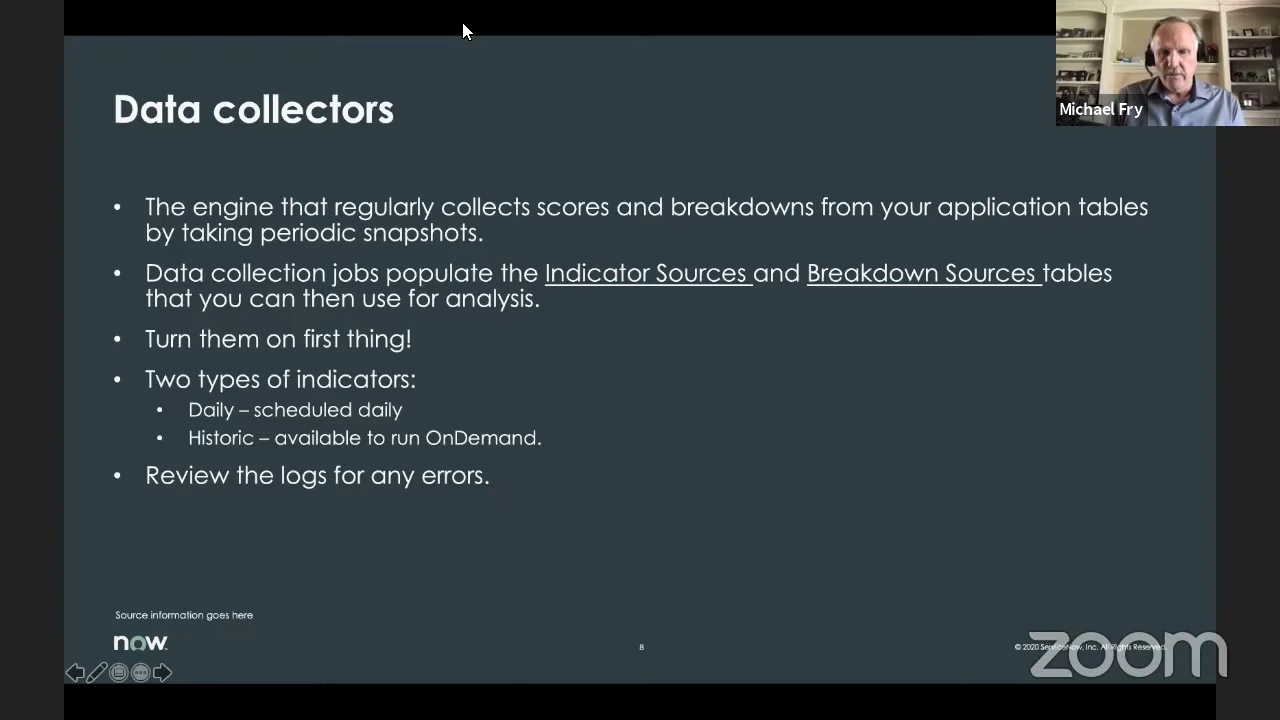 Data collectors
Michael Fry
• The engine that regularly collects scores and breakdowns from your application tables
by taking periodic snapshots.
• Data collection jobs populate the Indicator Sources and Breakdown Sources tables
that you can then use for analysis.
• Turn them on first thing!
• Two types of indicators:
• Daily – scheduled daily
• Historic – available to run OnDemand.
• Review the logs for any errors.
Source information goes here
now
8
© 2020 ServiceNow, Inc. All Rights Reserved.
zoom